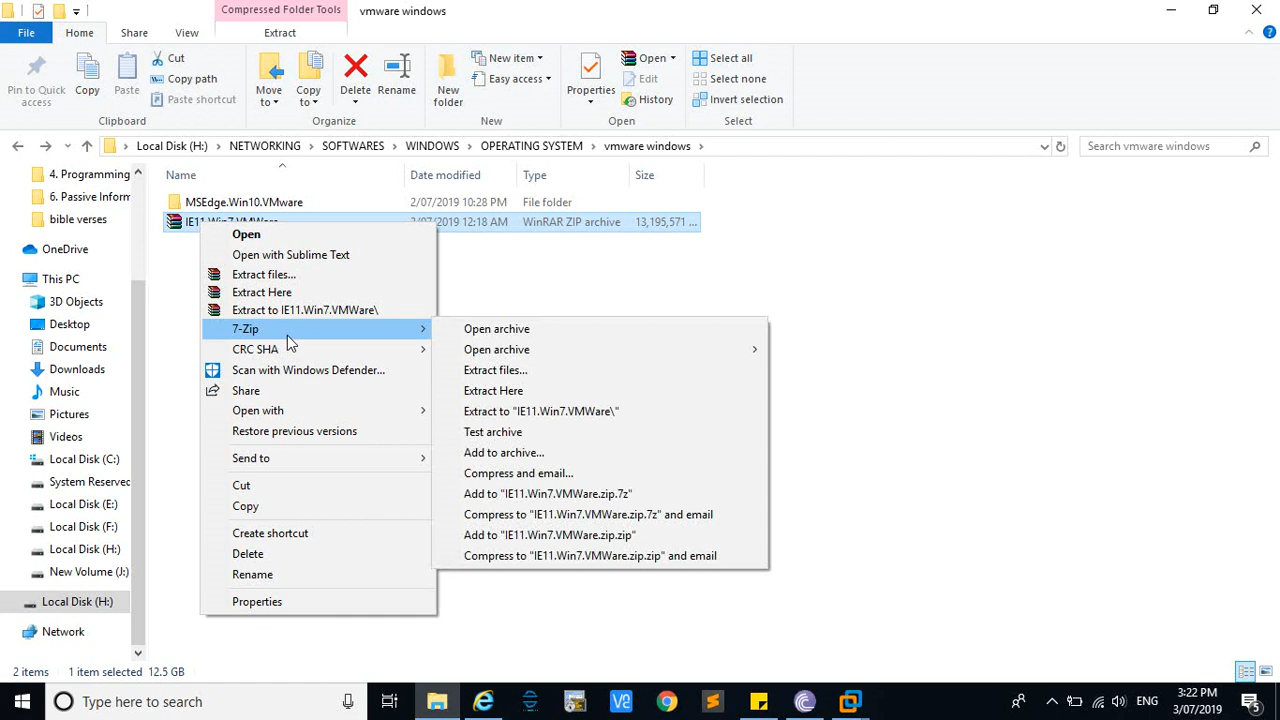 Compressed Folder Tools
vmware windows
File
Home
Share
View
Extract
Pin to Quick access
Copy
Paste
Cut
Copy path
Paste shortcut
Move to
Copy to
Delete
Rename
New folder
New item
Easy access
Properties
Open
Edit
History
Select all
Select none
Invert selection
Clipboard
Organize
New
Open
Select
Local Disk (H:) > NETWORKING > SOFTWARES > WINDOWS > OPERATING SYSTEM > vmware windows >
Search vmware windows
Name
Date modified
Type
Size
MSEdge.Win10.VMware
2/07/2019 10:28 PM
File folder
IE11.Win7.VMWare
2/07/2019 12:18 AM
WinRAR ZIP archive
13,195,571 ...
4. Programming
6. Passive Inform
bible verses
OneDrive
This PC
3D Objects
Desktop
Documents
Downloads
Music
Pictures
Videos
Local Disk (C:)
System Reserved
Local Disk (E:)
Local Disk (F:)
Local Disk (H:)
New Volume (J:)
Local Disk (H:)
Network
Open
Open with Sublime Text
Extract files...
Extract Here
Extract to IE11.Win7.VMWare\
7-Zip
CRC SHA
Scan with Windows Defender...
Share
Open with
Restore previous versions
Send to
Cut
Copy
Create shortcut
Delete
Rename
Properties
Open archive
Open archive
Extract files...
Extract Here
Extract to "IE11.Win7.VMWare\"
Test archive
Add to archive...
Compress and email...
Add to "IE11.Win7.VMWare.zip.7z"
Compress to "IE11.Win7.VMWare.zip.7z" and email
Add to "IE11.Win7.VMWare.zip.zip"
Compress to "IE11.Win7.VMWare.zip.zip" and email
2 items
1 item selected 12.5 GB
Type here to search
ENG
3:22 PM
3/07/2019
5